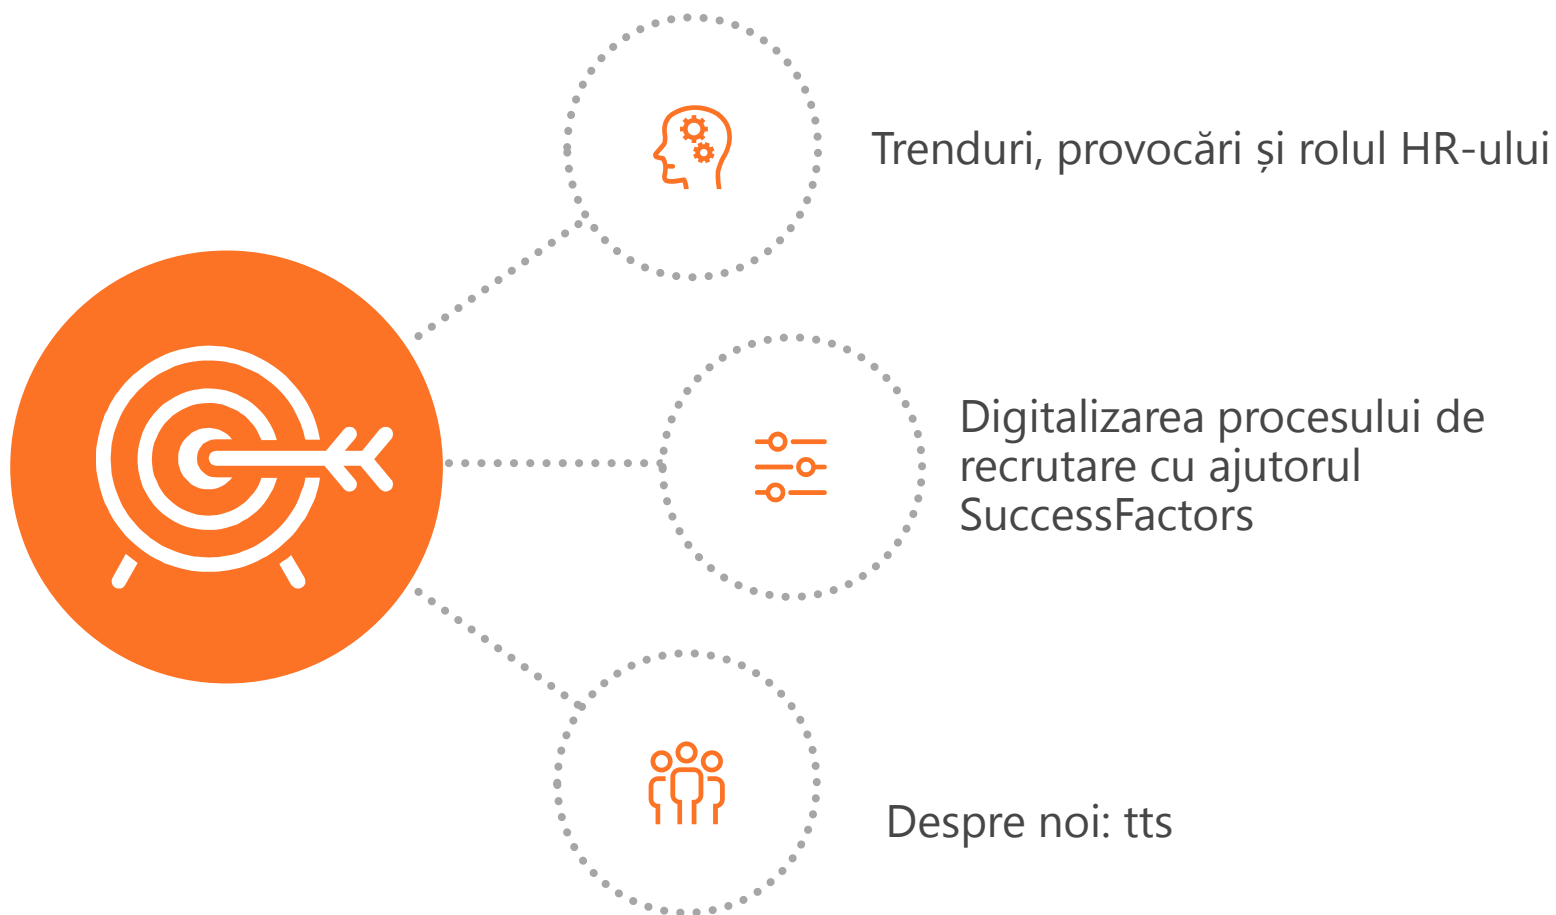 Trenduri, provocări și rolul HR-ului
Digitalizarea procesului de
recrutare cu ajutorul
SuccessFactors
Despre noi: tts